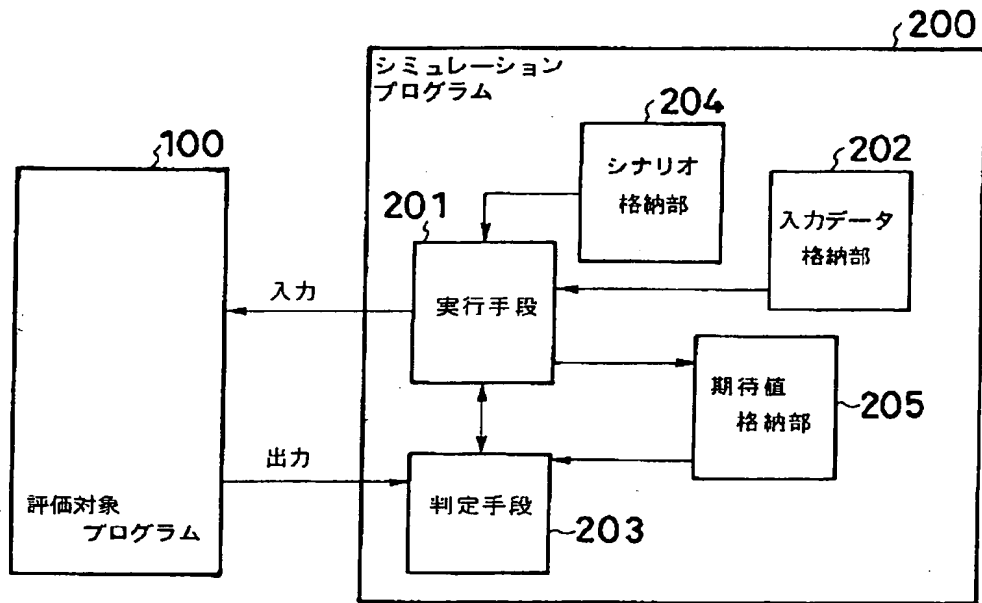 200
シミュレーション
プログラム
204
シナリオ
格納部
202
入力データ
格納部
100
201
実行手段
入力
期待値
格納部
205
出力
判定手段
203
評価対象
プログラム